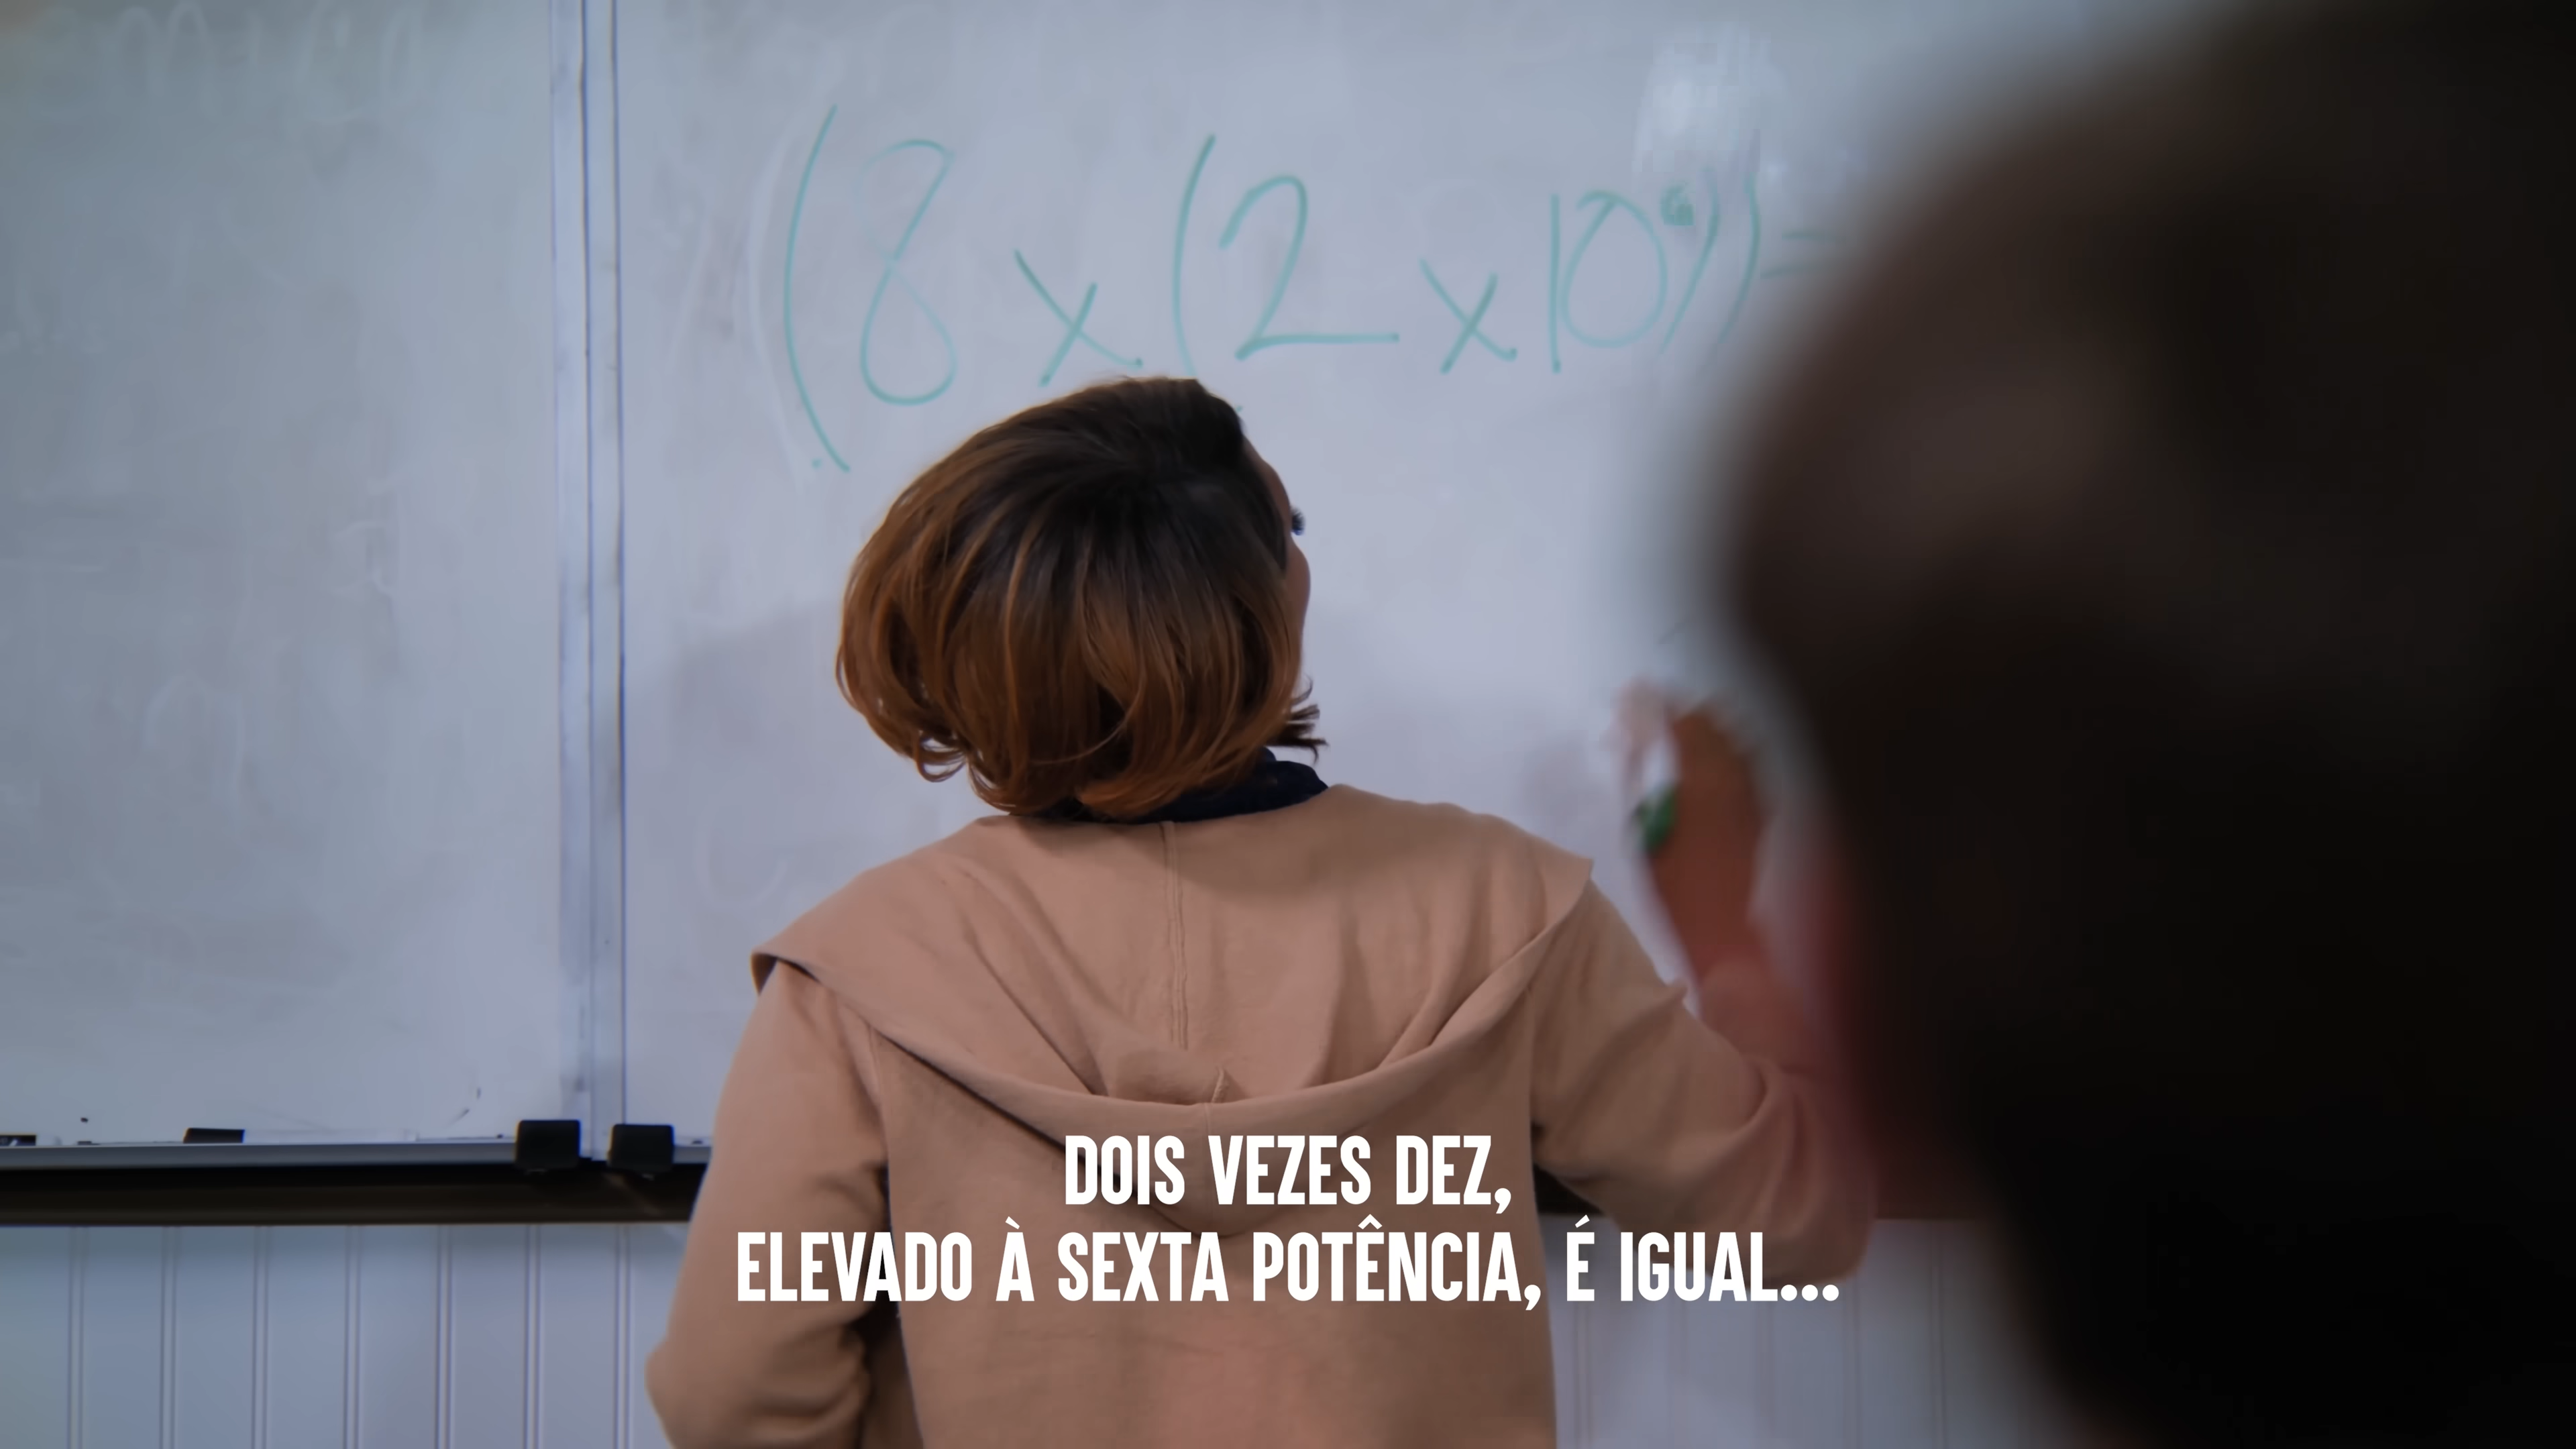 (8 x (2 x 10⁶)) =
DOIS VEZES DEZ,
ELEVADO À SEXTA POTÊNCIA, É IGUAL...